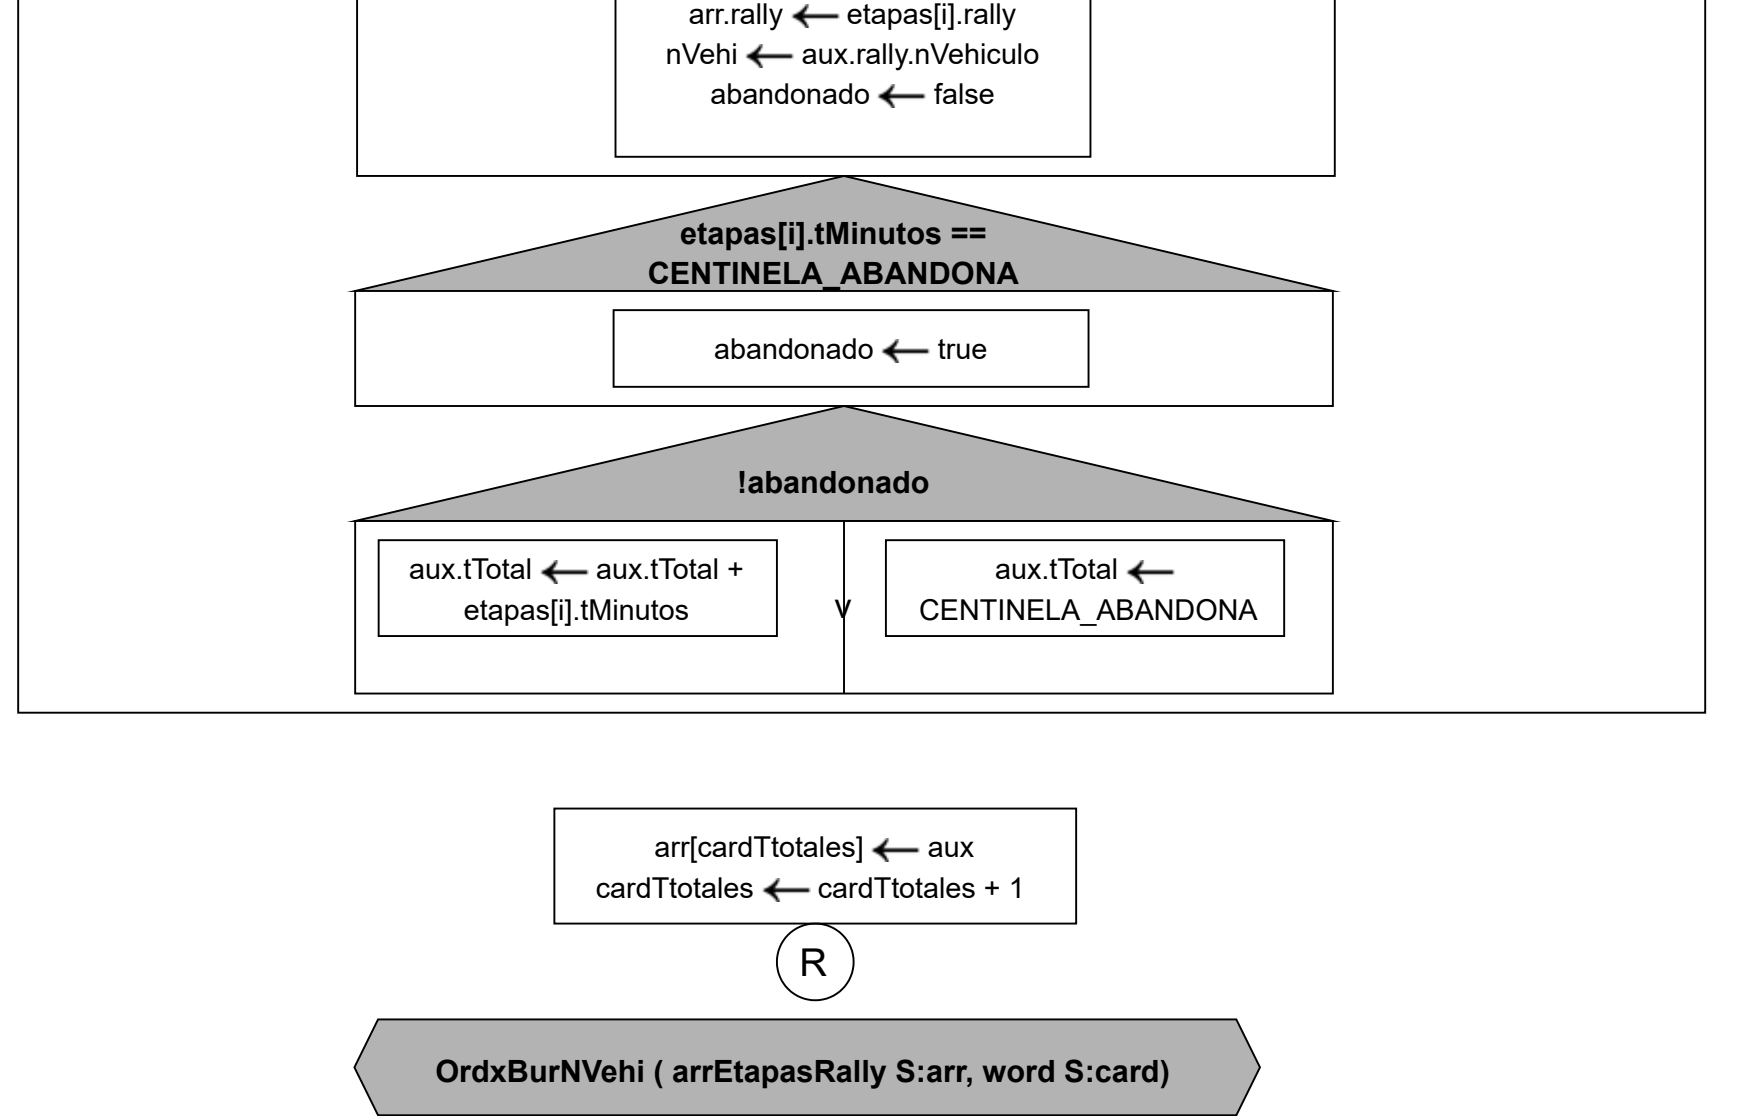 arr.rally ← etapas[i].rally
nVehi ← aux.rally.nVehiculo
abandonado ← false
etapas[i].tMinutos ==
CENTINELA_ABANDONA
abandonado ← true
!abandonado
aux.tTotal ← aux.tTotal +
etapas[i].tMinutos
V
aux.tTotal ←
CENTINELA_ABANDONA
arr[cardTtotales] ← aux
cardTtotales ← cardTtotales + 1
R
OrdxBurNVehi ( arrEtapasRally S:arr, word S:card)